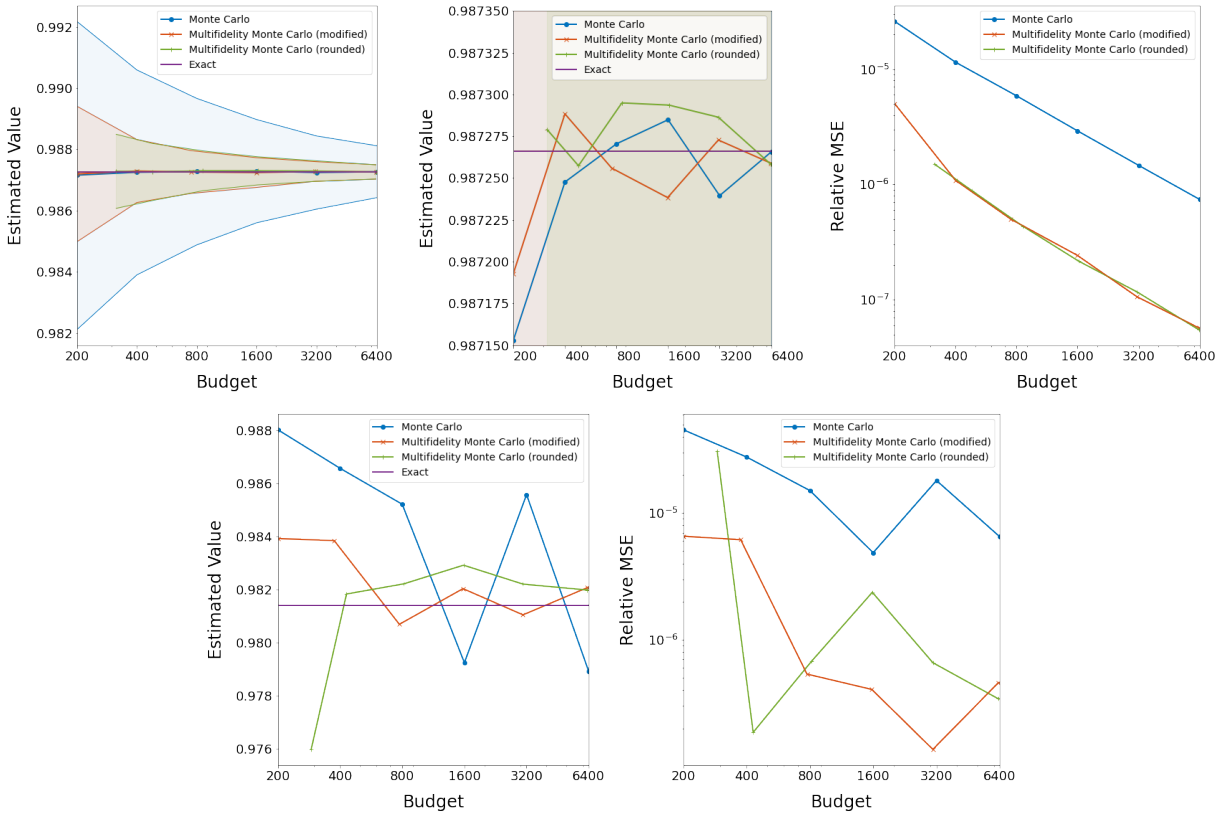 Estimated Value
0.992
0.990
0.988
0.986
0.984
0.982
Monte Carlo
Multifidelity Monte Carlo (modified)
Multifidelity Monte Carlo (rounded)
Exact
200 400 800 1600 3200 6400
Budget
Estimated Value
0.987350
0.987325
0.987300
0.987275
0.987250
0.987225
0.987200
0.987175
0.987150
Monte Carlo
Multifidelity Monte Carlo (modified)
Multifidelity Monte Carlo (rounded)
Exact
200 400 800 1600 3200 6400
Budget
Relative MSE
10⁻⁵
10⁻⁶
10⁻⁷
Monte Carlo
Multifidelity Monte Carlo (modified)
Multifidelity Monte Carlo (rounded)
200 400 800 1600 3200 6400
Budget
Estimated Value
0.988
0.986
0.984
0.982
0.980
0.978
0.976
Monte Carlo
Multifidelity Monte Carlo (modified)
Multifidelity Monte Carlo (rounded)
Exact
200 400 800 1600 3200 6400
Budget
Relative MSE
10⁻⁵
10⁻⁶
Monte Carlo
Multifidelity Monte Carlo (modified)
Multifidelity Monte Carlo (rounded)
200 400 800 1600 3200 6400
Budget